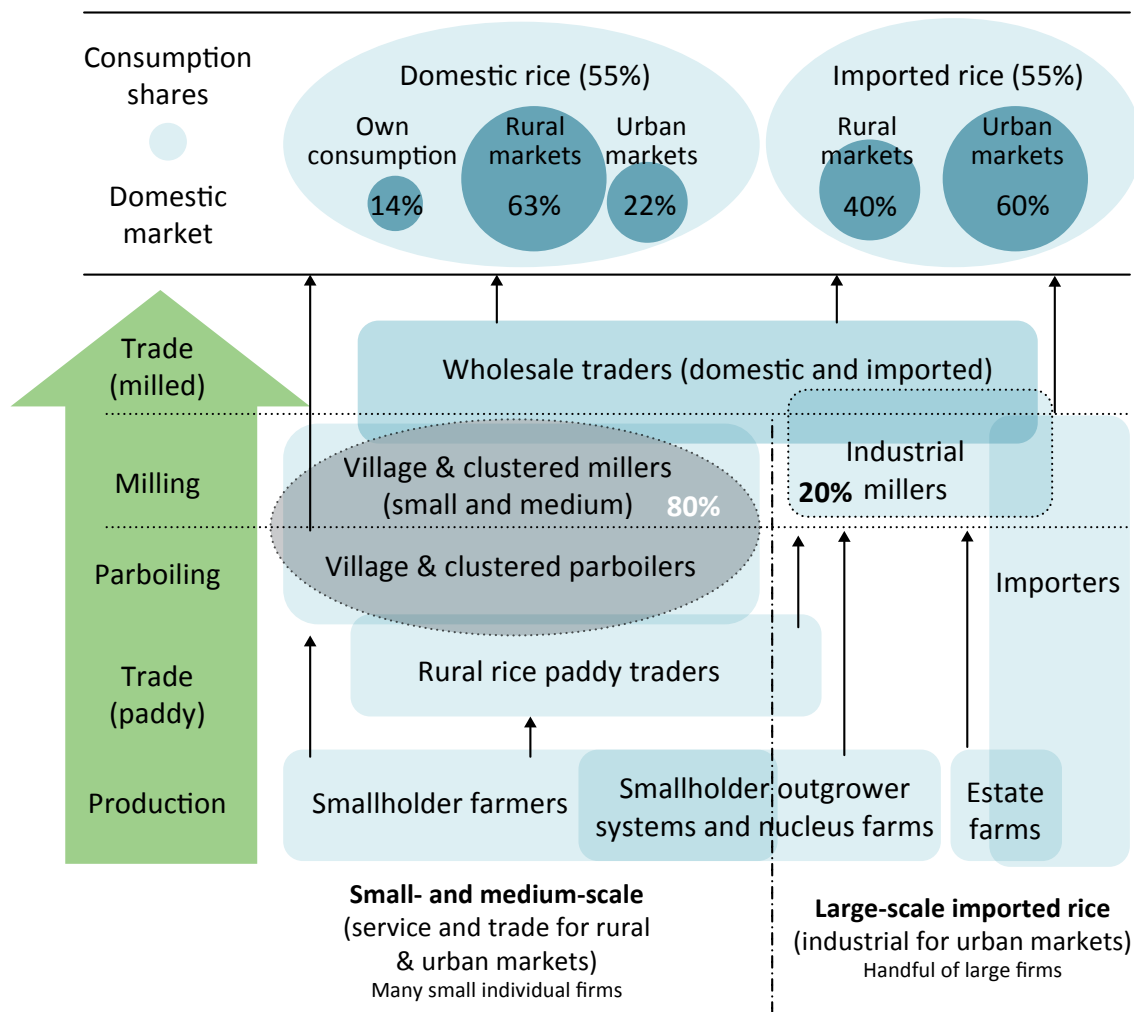 Consumption
shares
Domestic
market
Domestic rice (55%)
Own
consumption
14%
Rural
markets
63%
Urban
markets
22%
Imported rice (55%)
Rural
markets
40%
Urban
markets
60%
Trade
(milled)
Wholesale traders (domestic and imported)
Milling
Village & clustered millers
(small and medium)
80%
Industrial
millers
20%
Parboiling
Village & clustered parboilers
Importers
Trade
(paddy)
Rural rice paddy traders
Production
Smallholder farmers
Smallholder outgrower
systems and nucleus farms
Estate
farms
Small- and medium-scale
(service and trade for rural
& urban markets)
Many small individual firms
Large-scale imported rice
(industrial for urban markets)
Handful of large firms